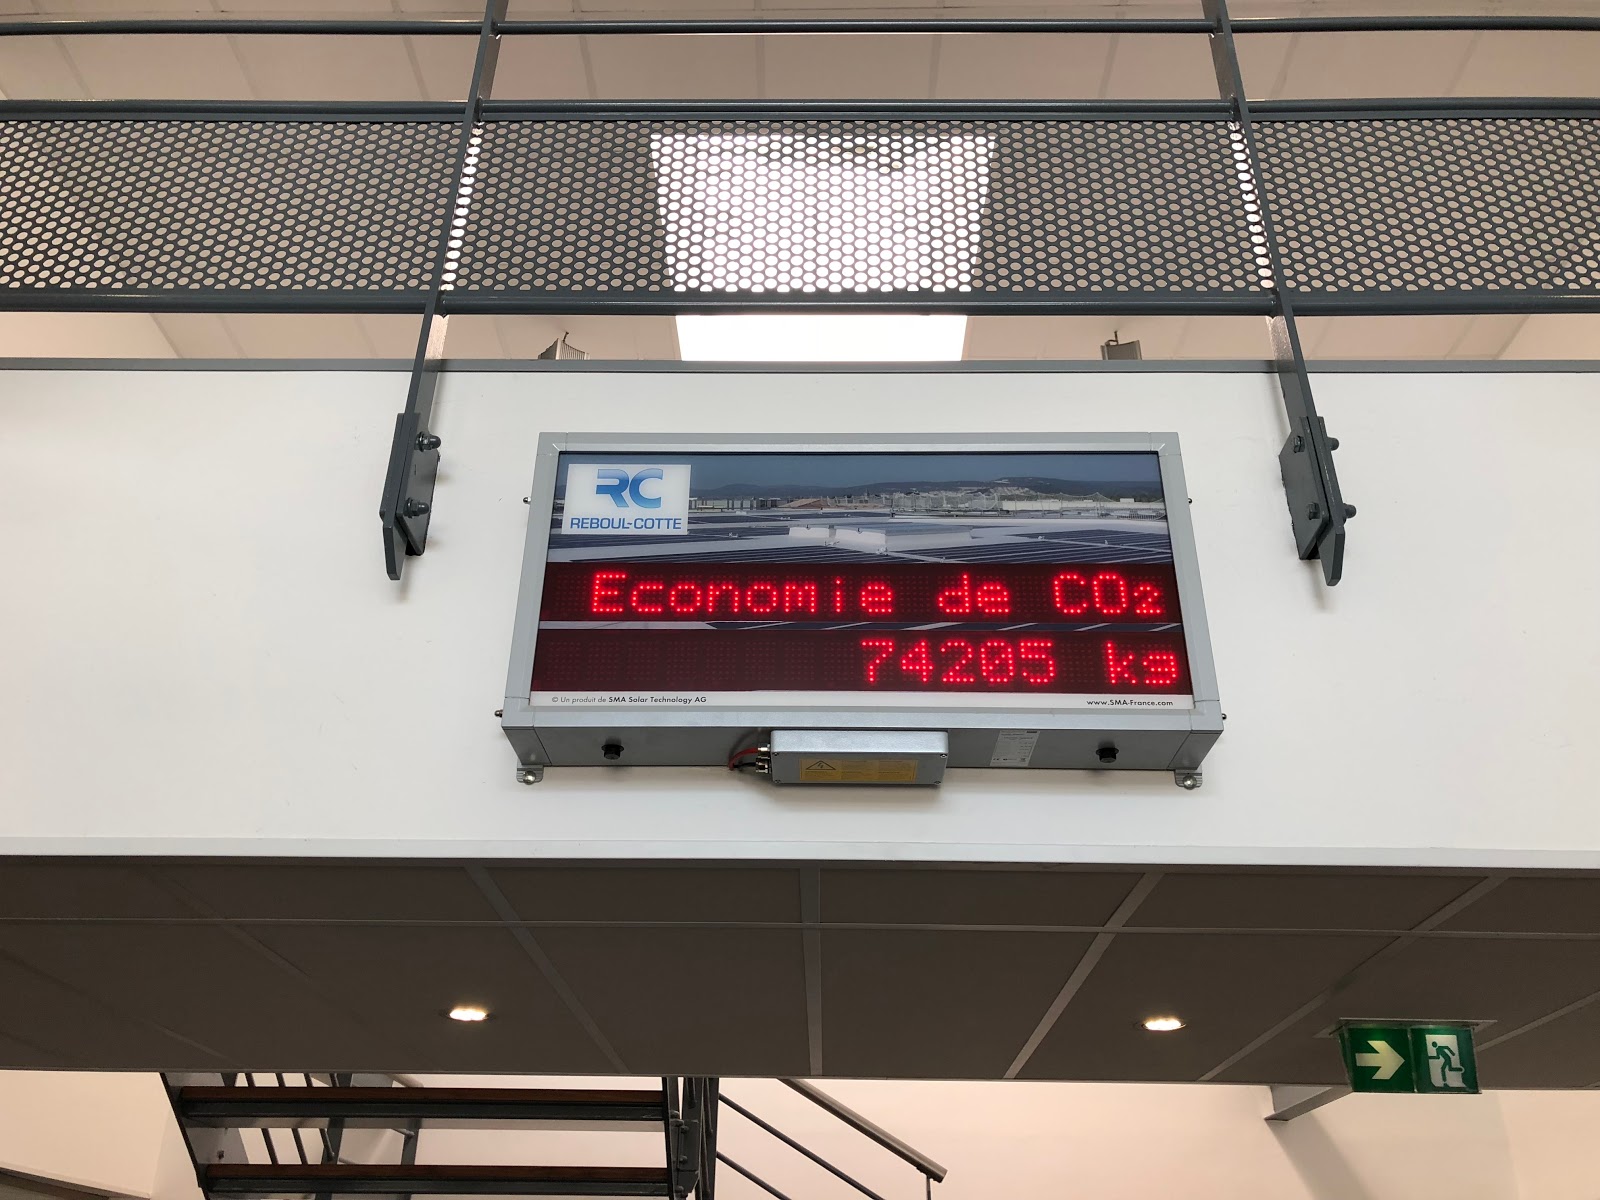 RC
REBOUL-COTTE
Economie de CO₂
74205 kg
© Un produit de SMA Solar Technology AG
www.SMA-France.com